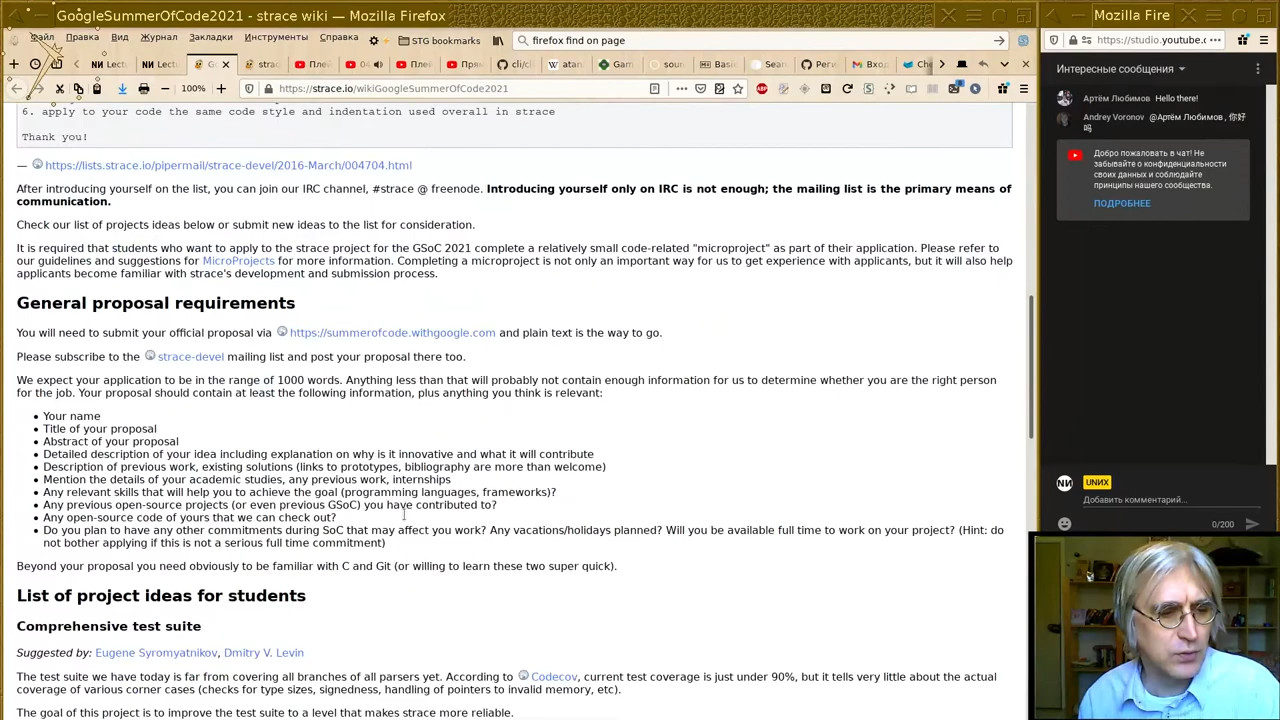 GoogleSummerOfCode2021 - strace wiki — Mozilla Firefox
Файл Правка Вид Журнал Закладки Инструменты Справка
STG bookmarks
firefox find on page
Lectu
Lectu
G
strac
Плей
04
Плей
Пря
cli/cli
atan
Gam
soun
Basi
Sear
Реги
Вход
Che
100%
https://strace.io/wikiGoogleSummerOfCode2021
6. apply to your code the same code style and indentation used overall in strace
Thank you!
— https://lists.strace.io/pipermail/strace-devel/2016-March/004704.html
After introducing yourself on the list, you can join our IRC channel, #strace @ freenode. Introducing yourself only on IRC is not enough; the mailing list is the primary means of
communication.
Check our list of projects ideas below or submit new ideas to the list for consideration.
It is required that students who want to apply to the strace project for the GSoC 2021 complete a relatively small code-related "microproject" as part of their application. Please refer to
our guidelines and suggestions for MicroProjects for more information. Completing a microproject is not only an important way for us to get experience with applicants, but it will also help
applicants become familiar with strace's development and submission process.
General proposal requirements
You will need to submit your official proposal via https://summerofcode.withgoogle.com and plain text is the way to go.
Please subscribe to the strace-devel mailing list and post your proposal there too.
We expect your application to be in the range of 1000 words. Anything less than that will probably not contain enough information for us to determine whether you are the right person
for the job. Your proposal should contain at least the following information, plus anything you think is relevant:
• Your name
• Title of your proposal
• Abstract of your proposal
• Detailed description of your idea including explanation on why is it innovative and what it will contribute
• Description of previous work, existing solutions (links to prototypes, bibliography are more than welcome)
• Mention the details of your academic studies, any previous work, internships
• Any relevant skills that will help you to achieve the goal (programming languages, frameworks)?
• Any previous open-source projects (or even previous GSoC) you have contributed to?
• Any open-source code of yours that we can check out?
• Do you plan to have any other commitments during SoC that may affect you work? Any vacations/holidays planned? Will you be available full time to work on your project? (Hint: do
not bother applying if this is not a serious full time commitment)
Beyond your proposal you need obviously to be familiar with C and Git (or willing to learn these two super quick).
List of project ideas for students
Comprehensive test suite
Suggested by: Eugene Syromyatnikov, Dmitry V. Levin
The test suite we have today is far from covering all branches of all parsers yet. According to Codecov, current test coverage is just under 90%, but it tells very little about the actual
coverage of various corner cases (checks for type sizes, signedness, handling of pointers to invalid memory, etc).
The goal of this project is to improve the test suite to a level that makes strace more reliable.
Mozilla Fire
https://studio.youtube.c
Интересные сообщения
Артём Любимов Hello there!
Andrey Voronov @Артём Любимов , 你好
吗
Добро пожаловать в чат! Не
забывайте о конфиденциальности
своих данных и соблюдайте
принципы нашего сообщества.
ПОДРОБНЕЕ
UNИX
Добавить комментарий...
0/200